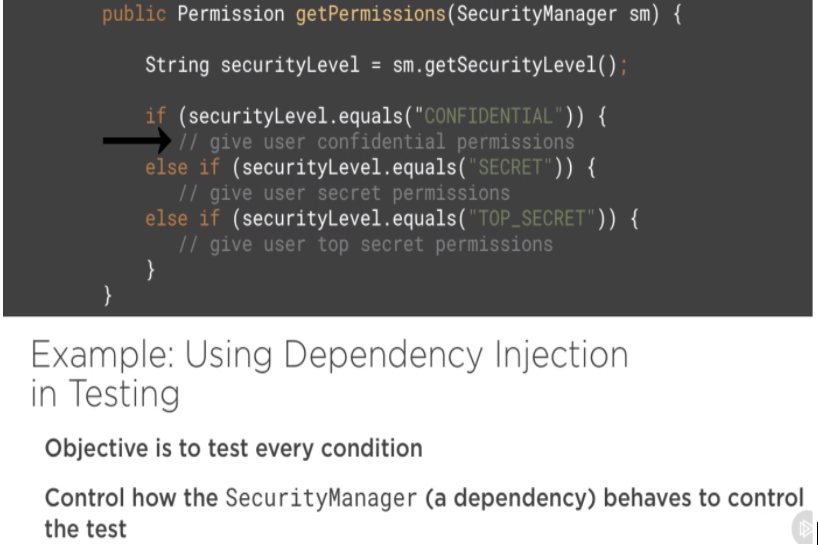 public Permission getPermissions(SecurityManager sm) {
String securityLevel = sm.getSecurityLevel();
if (securityLevel.equals("CONFIDENTIAL")) {
// give user confidential permissions
else if (securityLevel.equals("SECRET")) {
// give user secret permissions
else if (securityLevel.equals("TOP_SECRET")) {
// give user top secret permissions
}
}
Example: Using Dependency Injection
in Testing
Objective is to test every condition
Control how the SecurityManager (a dependency) behaves to control
the test